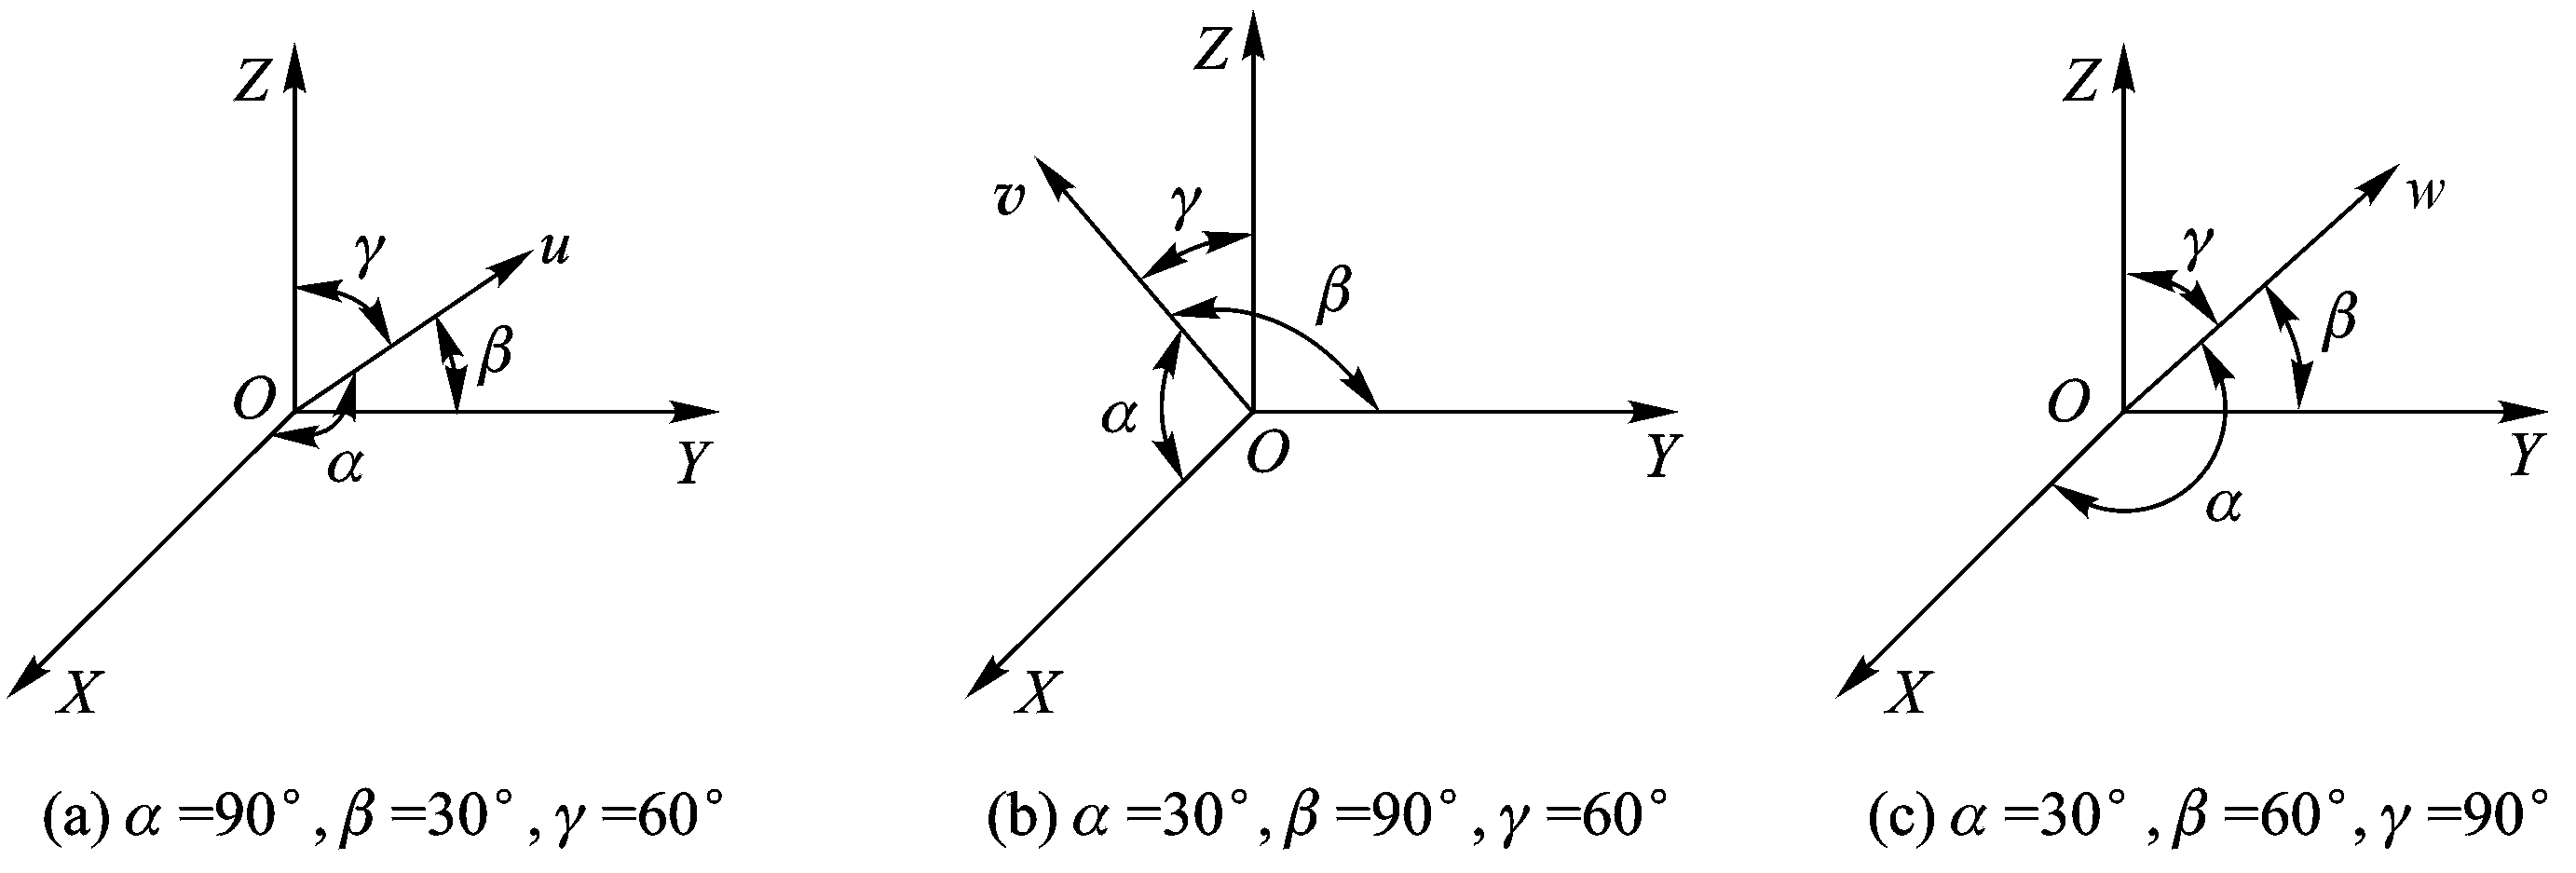 Z
u
γ
β
O
α
Y
X
(a) α =90°, β =30°, γ =60°
Z
v
γ
β
α
O
Y
X
(b) α =30°, β =90°, γ =60°
Z
w
γ
β
O
α
Y
X
(c) α =30°, β =60°, γ =90°